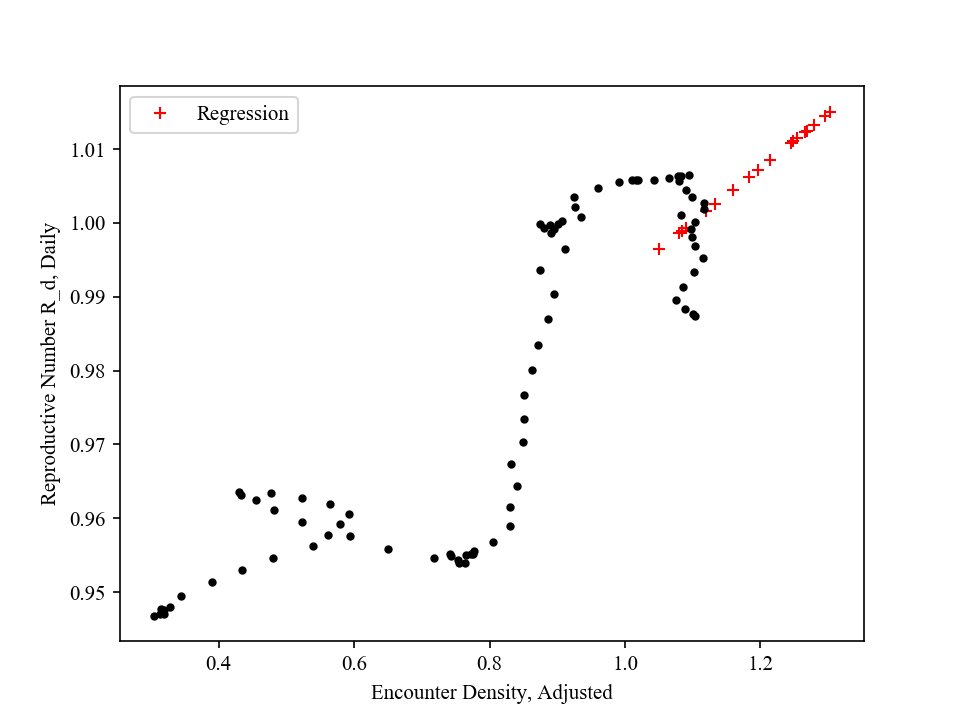 Regression
1.01
1.00
0.99
0.98
0.97
0.96
0.95
Reproductive Number R_d, Daily
0.4 0.6 0.8 1.0 1.2
Encounter Density, Adjusted